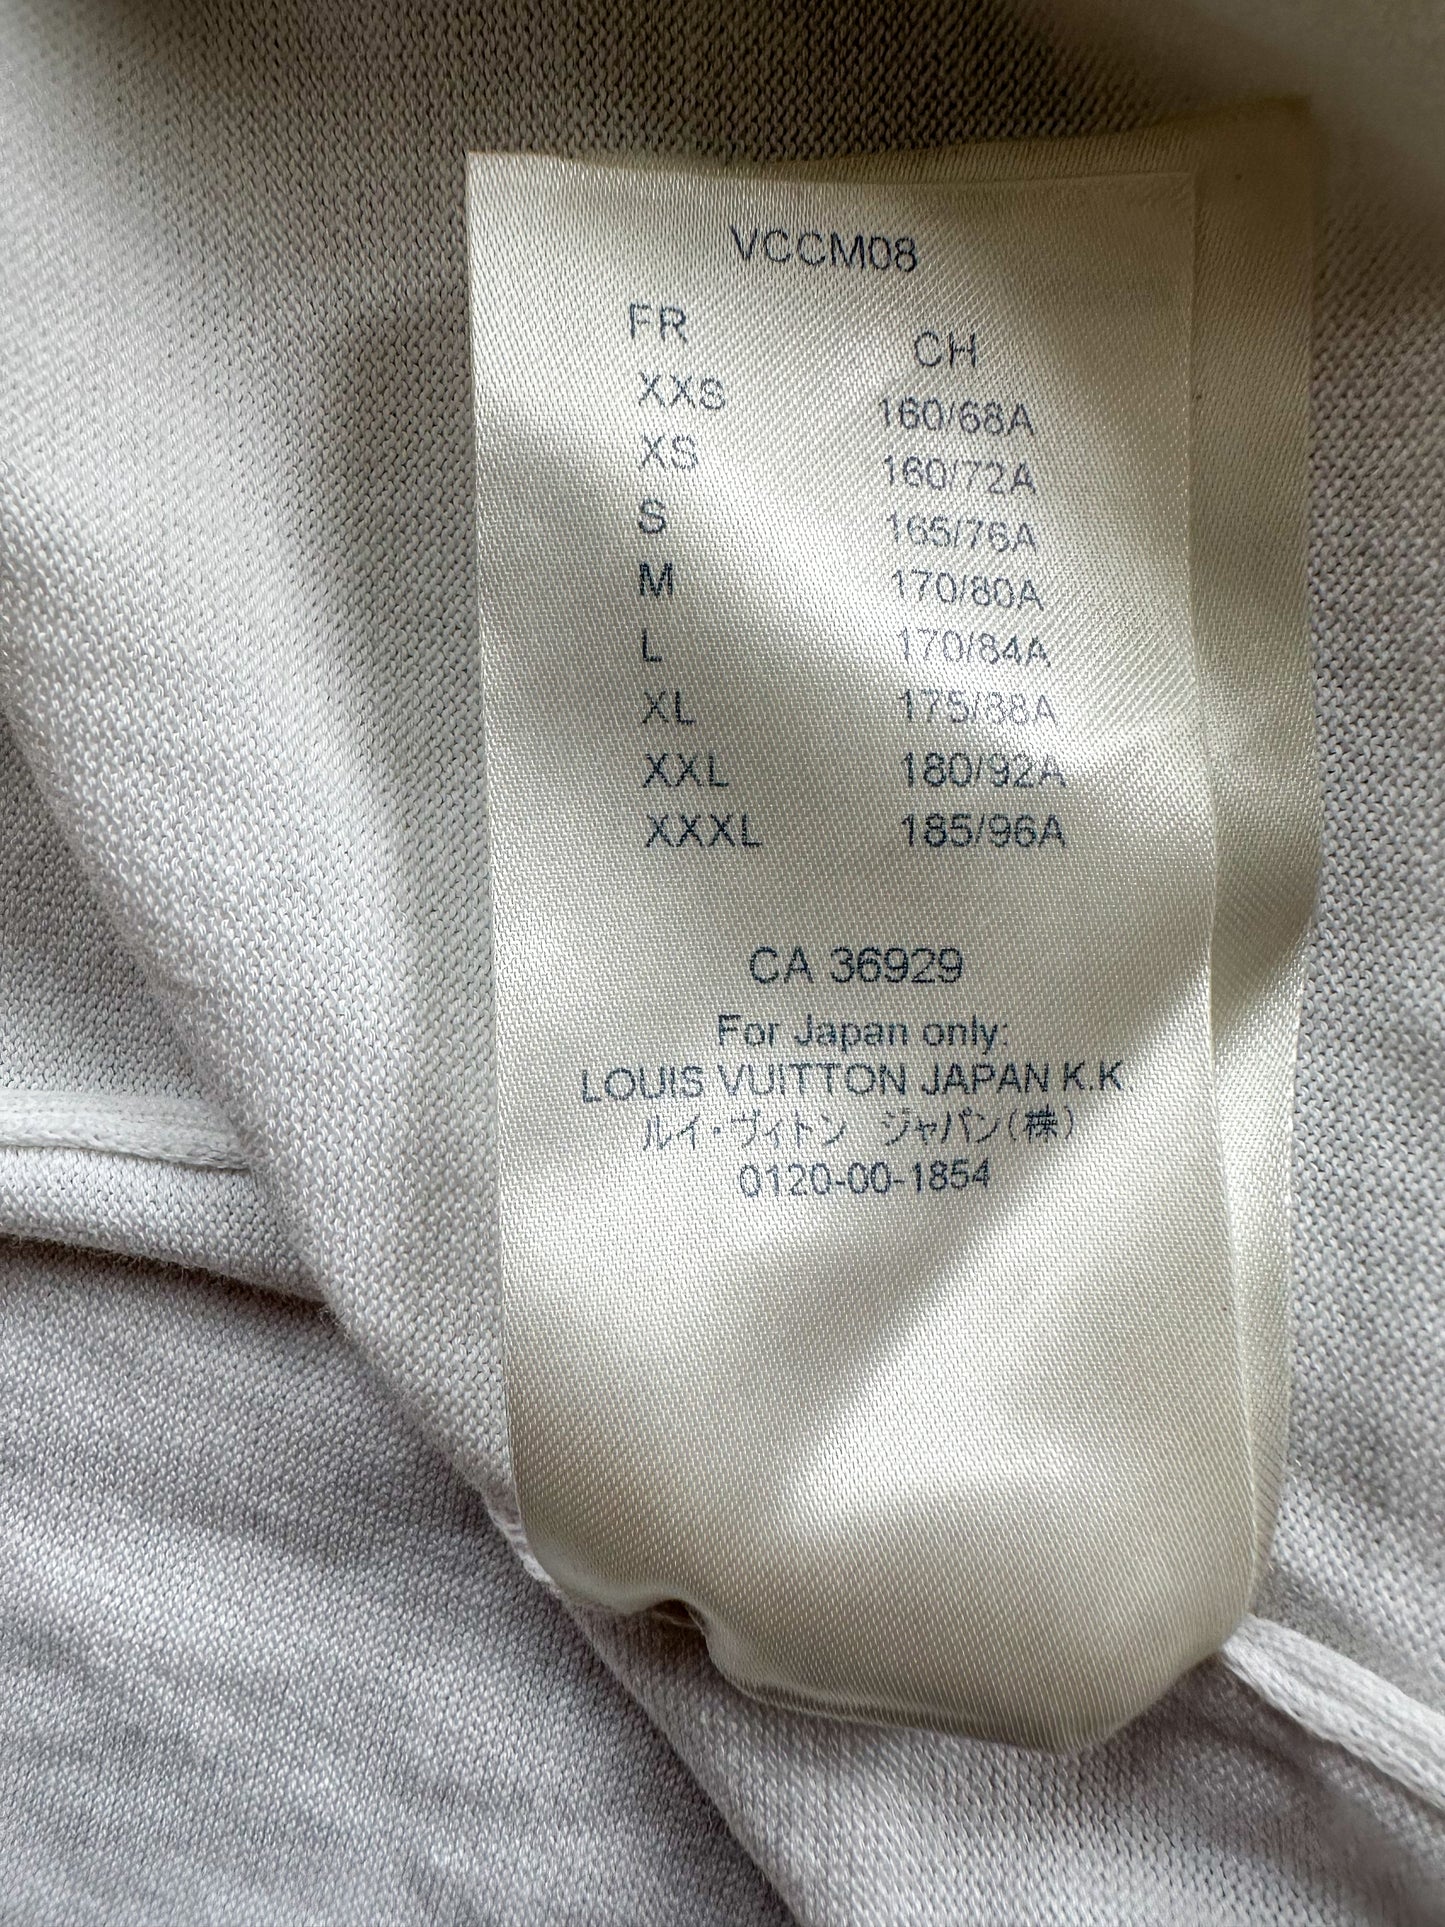 VCCM08
FR CH
XXS 160/68A
XS 160/72A
S 165/76A
M 170/80A
L 170/84A
XL 175/88A
XXL 180/92A
XXXL 185/96A
CA 36929
For Japan only:
LOUIS VUITTON JAPAN K.K
ルイ・ヴィトン ジャパン(株)
0120-00-1854